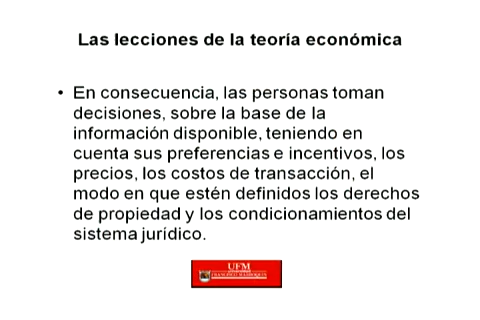 Las lecciones de la teoría económica
• En consecuencia, las personas toman
decisiones, sobre la base de la
información disponible, teniendo en
cuenta sus preferencias e incentivos, los
precios, los costos de transacción, el
modo en que estén definidos los derechos
de propiedad y los condicionamientos del
sistema jurídico.
UFM
FRANCISCO MARROQUÍN